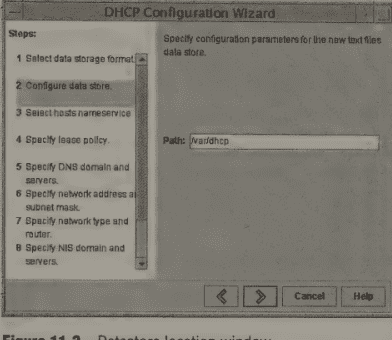 DHCP Configuration Wizard
Steps:
1 Select data storage format
2 Configure data store.
3 Select hosts nameservice
4 Specify lease policy.
5 Specify DNS domain and
servers.
6 Specify network address a
subnet mask.
7 Specify network type and
router.
8 Specify NIS domain and
servers.
Specify configuration parameters for the new text files
data store.
Path: /var/dhcp
Cancel
Help
Figure 11-2 Datastore location window